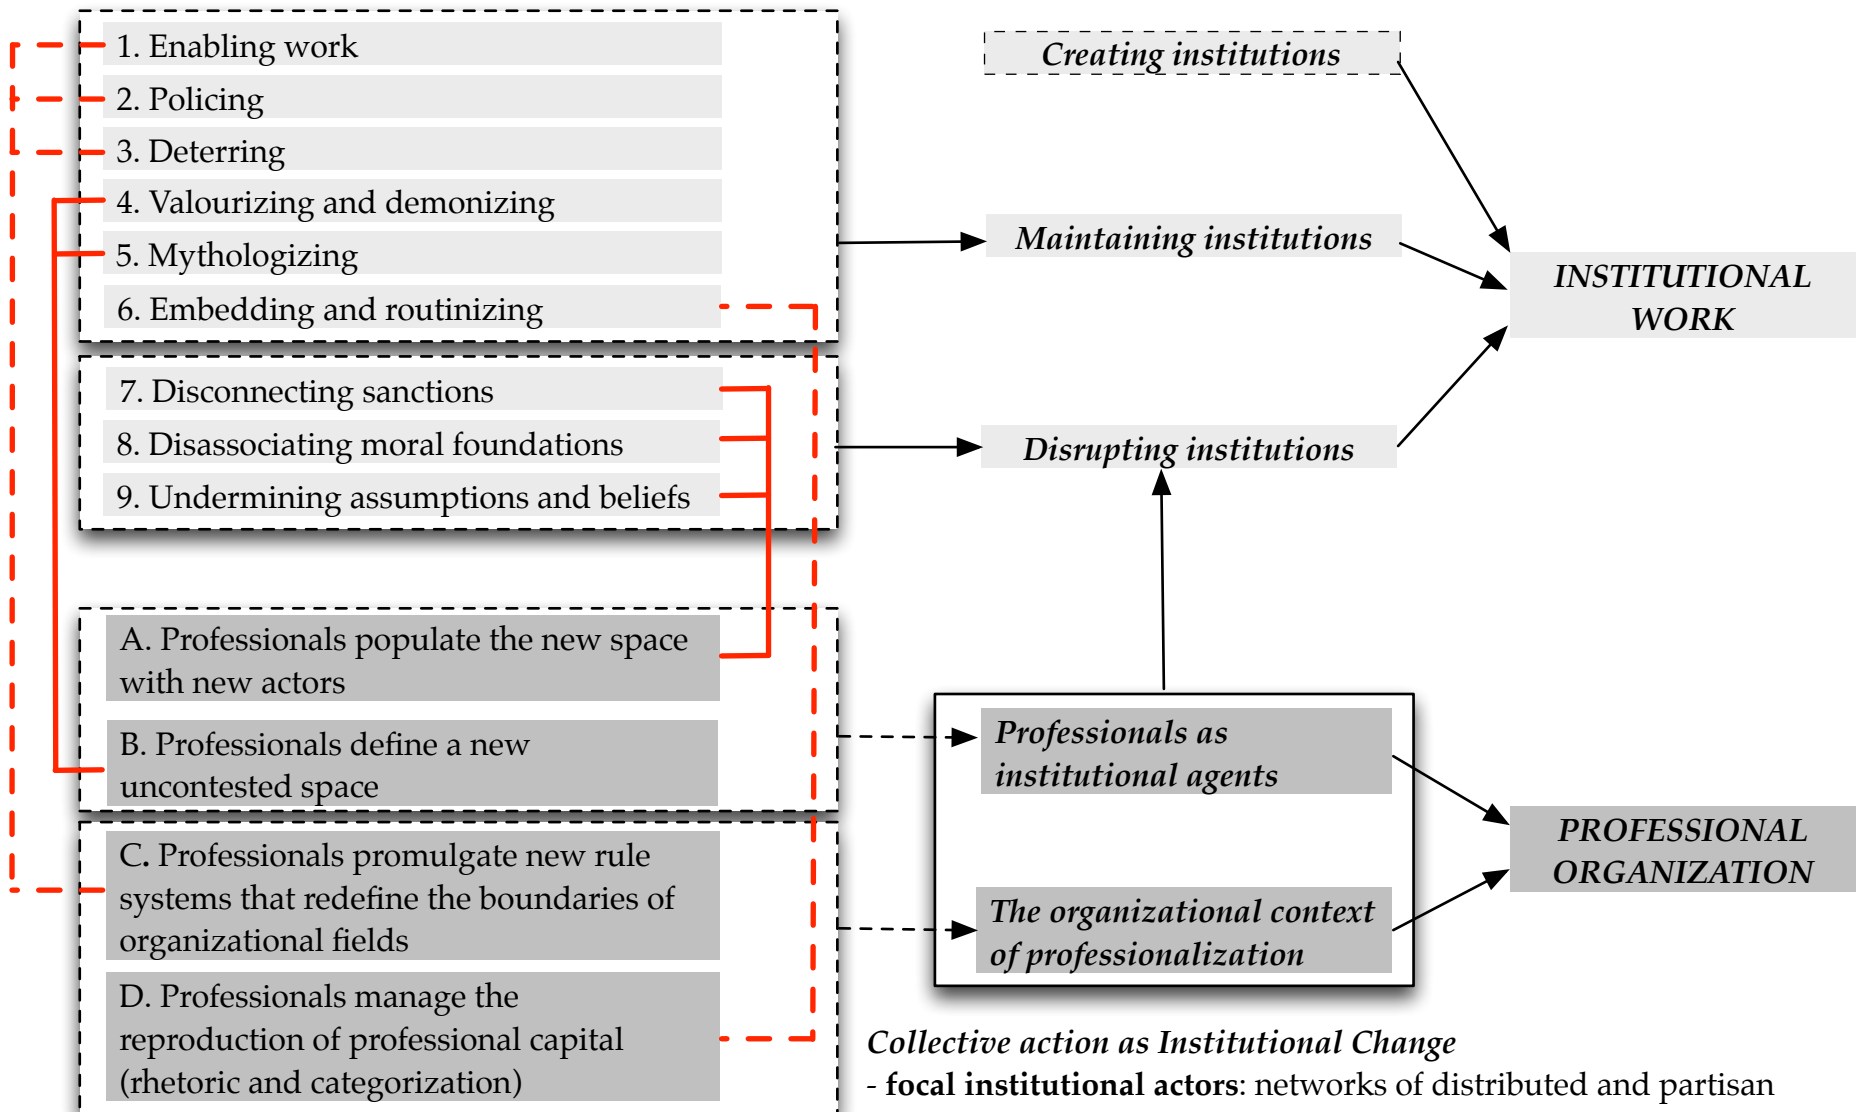 1. Enabling work
2. Policing
3. Deterring
4. Valourizing and demonizing
5. Mythologizing
6. Embedding and routinizing
7. Disconnecting sanctions
8. Disassociating moral foundations
9. Undermining assumptions and beliefs
A. Professionals populate the new space
with new actors
B. Professionals define a new
uncontested space
C. Professionals promulgate new rule
systems that redefine the boundaries of
organizational fields
D. Professionals manage the
reproduction of professional capital
(rhetoric and categorization)
Creating institutions
Maintaining institutions
Disrupting institutions
INSTITUTIONAL
WORK
Professionals as
institutional agents
The organizational context
of professionalization
PROFESSIONAL
ORGANIZATION
Collective action as Institutional Change
- focal institutional actors: networks of distributed and partisan